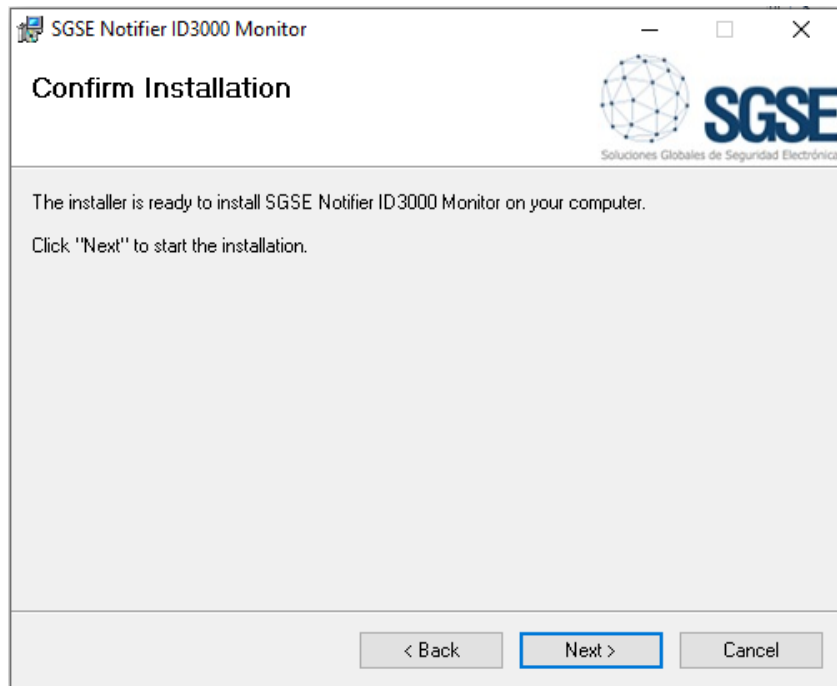 SGSE Notifier ID3000 Monitor
Confirm Installation
SGSE
Soluciones Globales de Seguridad Electrónica
The installer is ready to install SGSE Notifier ID3000 Monitor on your computer.
Click "Next" to start the installation.
< Back
Next >
Cancel